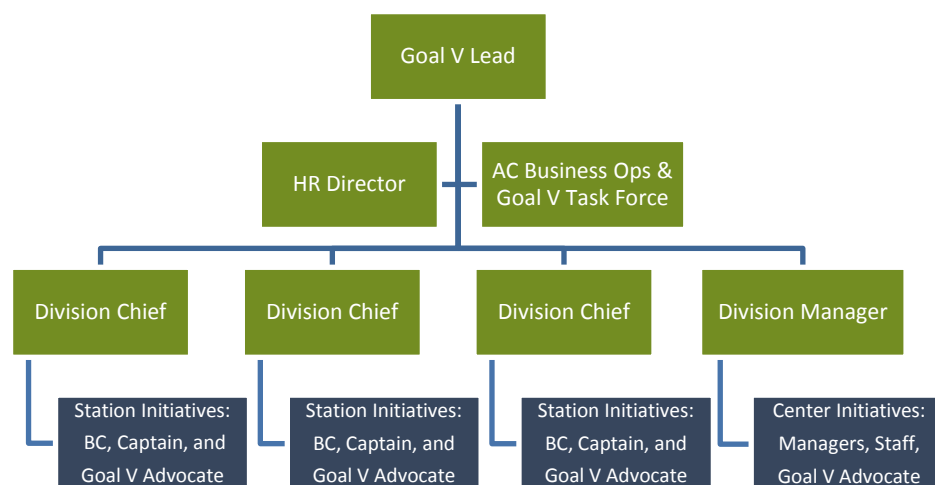 Goal V Lead
HR Director
AC Business Ops &
Goal V Task Force
Division Chief
Division Chief
Division Chief
Division Manager
Station Initiatives:
BC, Captain, and
Goal V Advocate
Station Initiatives:
BC, Captain, and
Goal V Advocate
Station Initiatives:
BC, Captain, and
Goal V Advocate
Center Initiatives:
Managers, Staff,
Goal V Advocate